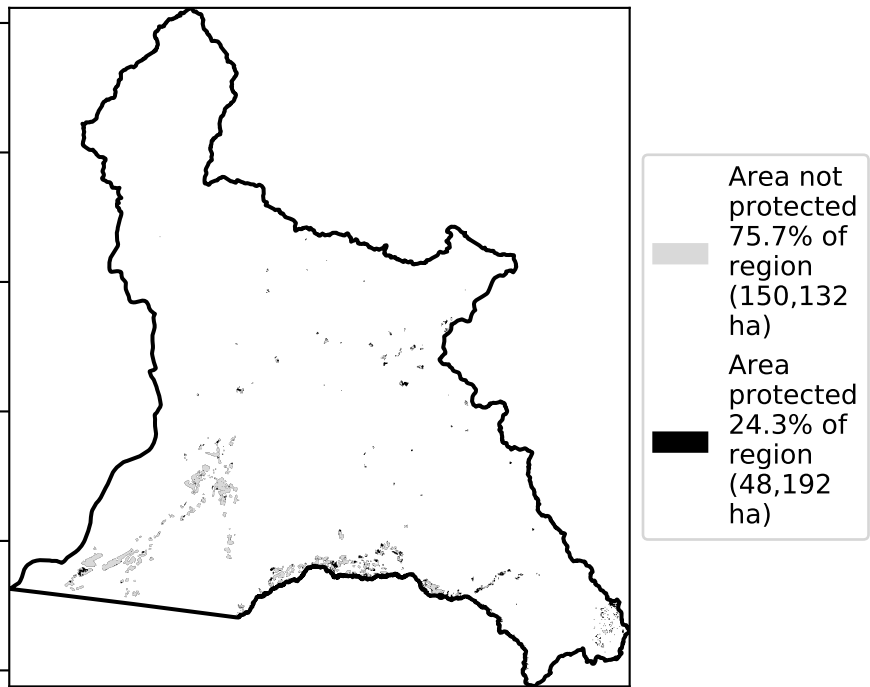 Area not
protected
75.7% of
region
(150,132
ha)
Area
protected
24.3% of
region
(48,192
ha)